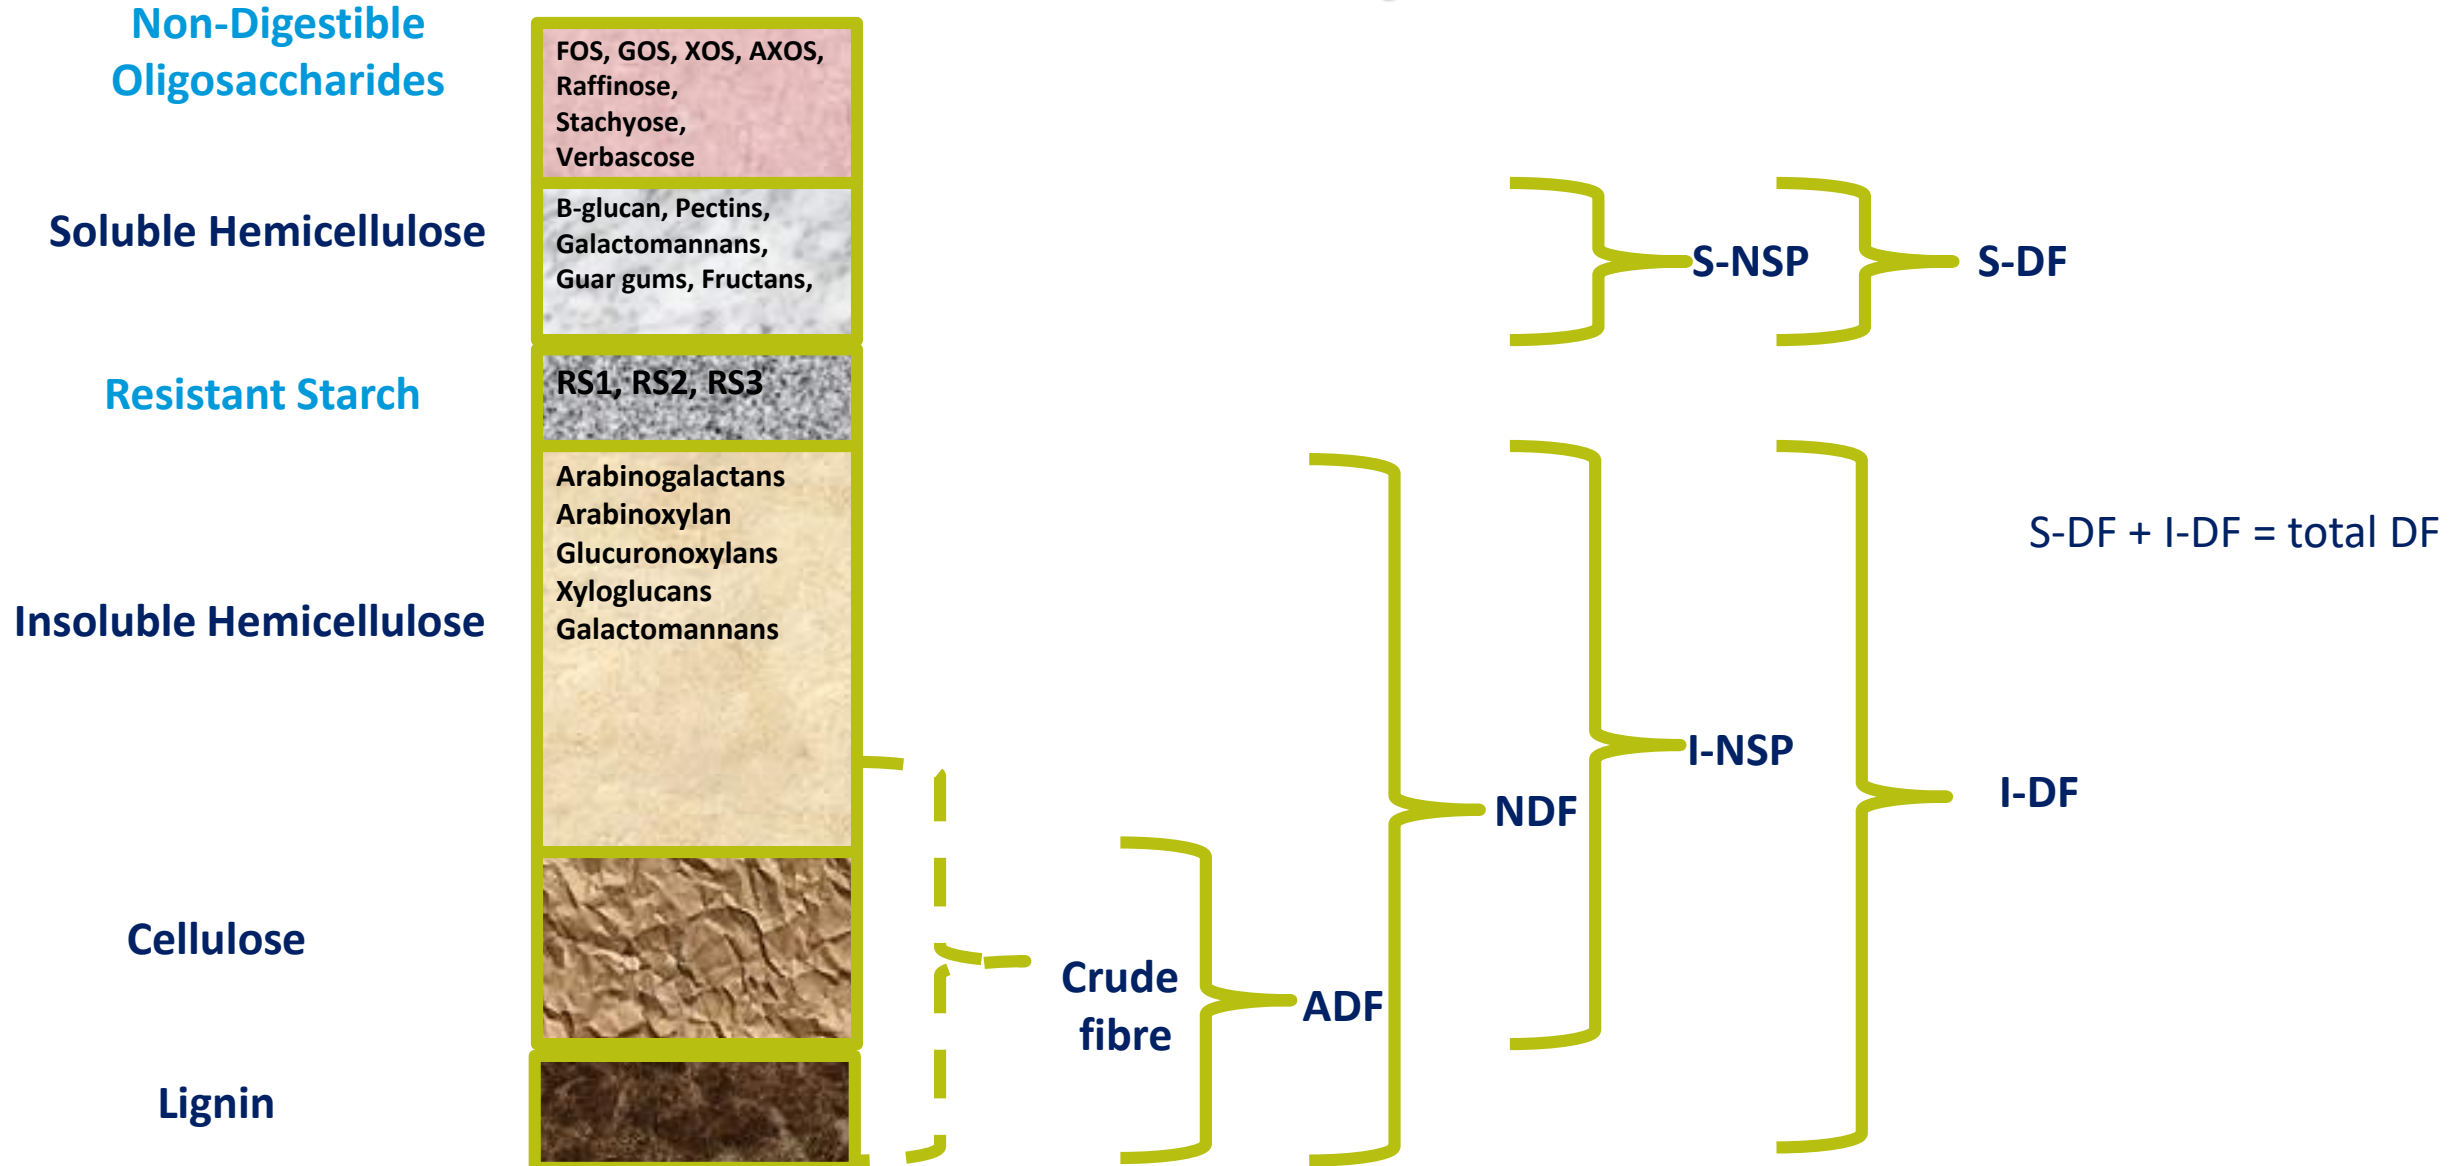 Non-Digestible
Oligosaccharides
FOS, GOS, XOS, AXOS,
Raffinose,
Stachyose,
Verbascose
Soluble Hemicellulose
B-glucan, Pectins,
Galactomannans,
Guar gums, Fructans,
S-NSP
S-DF
Resistant Starch
RS1, RS2, RS3
Insoluble Hemicellulose
Arabinogalactans
Arabinoxylan
Glucuronoxylans
Xyloglucans
Galactomannans
S-DF + I-DF = total DF
I-NSP
I-DF
NDF
Cellulose
Crude
fibre
ADF
Lignin